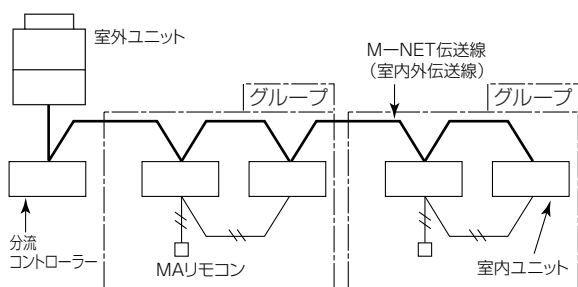 室外ユニット
M－NET伝送線
（室内外伝送線）
グループ
グループ
分流
コントローラー
MAリモコン
室内ユニット